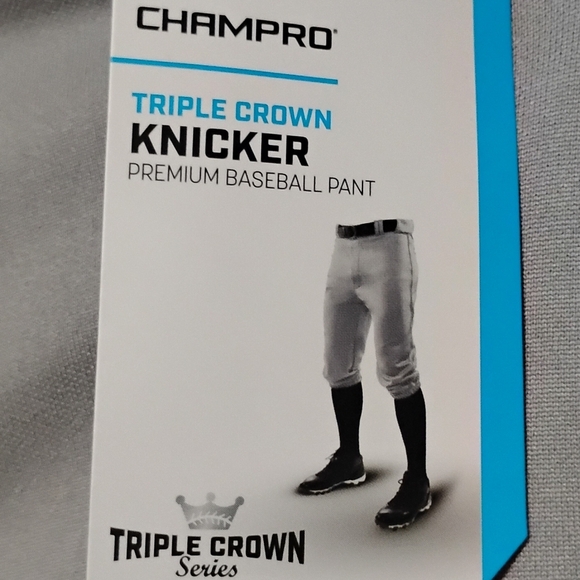 CHAMPRO®
TRIPLE CROWN
KNICKER
PREMIUM BASEBALL PANT
TRIPLE CROWN
Series